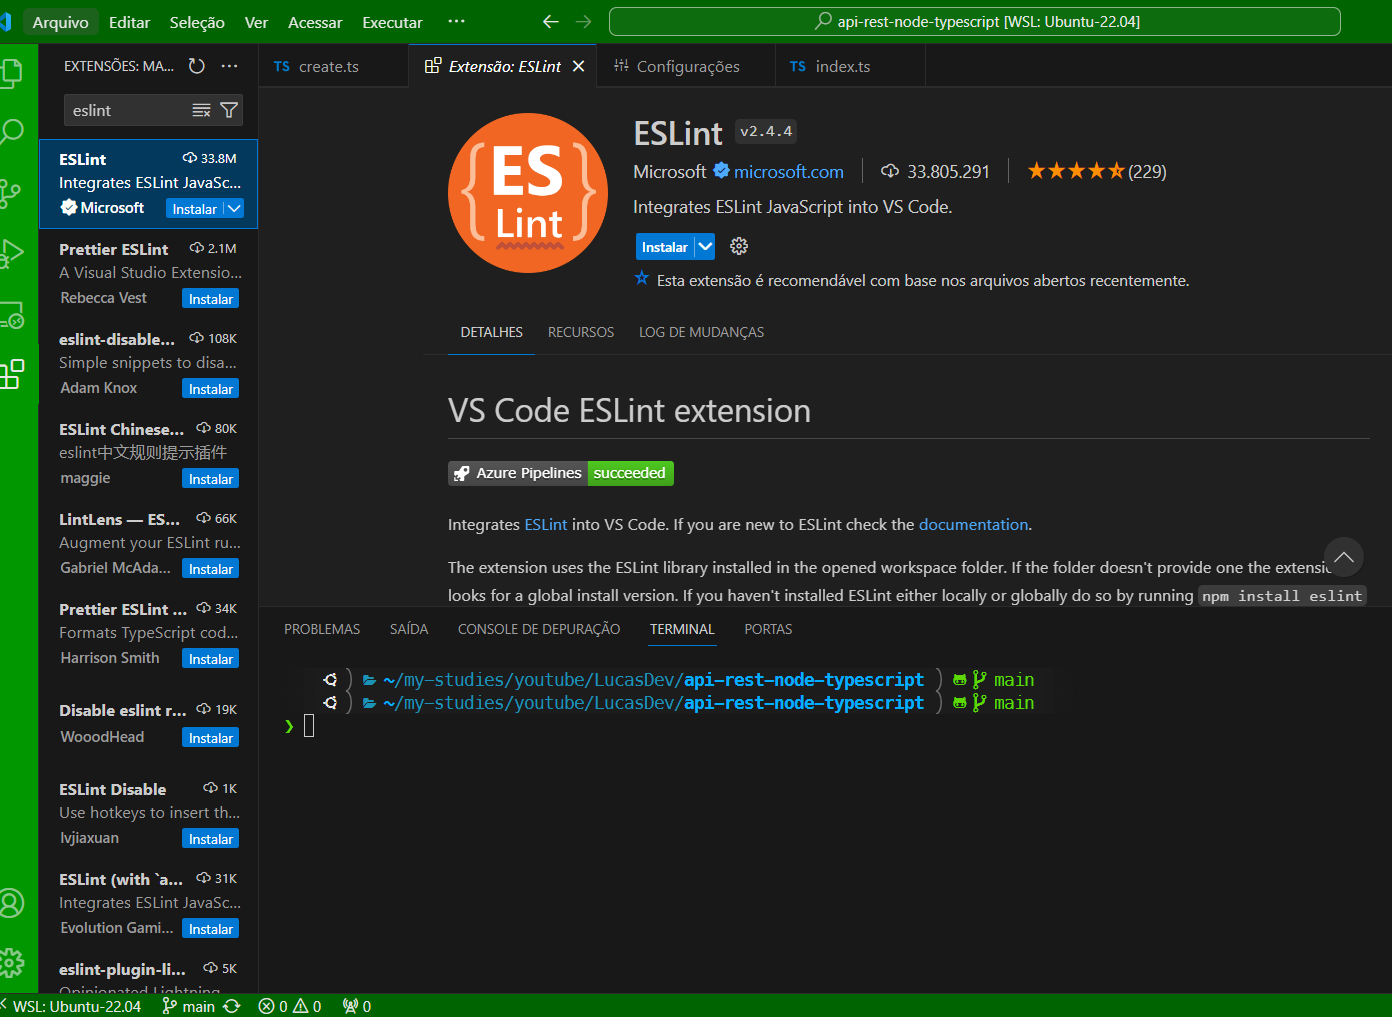 Arquivo Editar Seleção Ver Acessar Executar ··· api-rest-node-typescript [WSL: Ubuntu-22.04]
EXTENSÕES: MA... ···
eslint
ESLint 33.8M
Integrates ESLint JavaSc...
Microsoft Instalar
Prettier ESLint 2.1M
A Visual Studio Extensio...
Rebecca Vest Instalar
eslint-disable... 108K
Simple snippets to disa...
Adam Knox Instalar
ESLint Chinese... 80K
eslint中文规则提示插件
maggie Instalar
LintLens — ES... 66K
Augment your ESLint ru...
Gabriel McAda... Instalar
Prettier ESLint ... 34K
Formats TypeScript cod...
Harrison Smith Instalar
Disable eslint r... 19K
WooodHead Instalar
ESLint Disable 1K
Use hotkeys to insert th...
lvjiaxuan Instalar
ESLint (with `a... 31K
Integrates ESLint JavaSc...
Evolution Gami... Instalar
eslint-plugin-li... 5K
Opinionated Lightning
TS create.ts Extensão: ESLint Configurações TS index.ts
ES
Lint
ESLint v2.4.4
Microsoft microsoft.com 33.805.291 (229)
Integrates ESLint JavaScript into VS Code.
Instalar
Esta extensão é recomendável com base nos arquivos abertos recentemente.
DETALHES RECURSOS LOG DE MUDANÇAS
VS Code ESLint extension
Azure Pipelines succeeded
Integrates ESLint into VS Code. If you are new to ESLint check the documentation.
The extension uses the ESLint library installed in the opened workspace folder. If the folder doesn't provide one the extensi
looks for a global install version. If you haven't installed ESLint either locally or globally do so by running npm install eslint
PROBLEMAS SAÍDA CONSOLE DE DEPURAÇÃO TERMINAL PORTAS
~/my-studies/youtube/LucasDev/api-rest-node-typescript main
~/my-studies/youtube/LucasDev/api-rest-node-typescript main
❯
WSL: Ubuntu-22.04 main 0 0 0